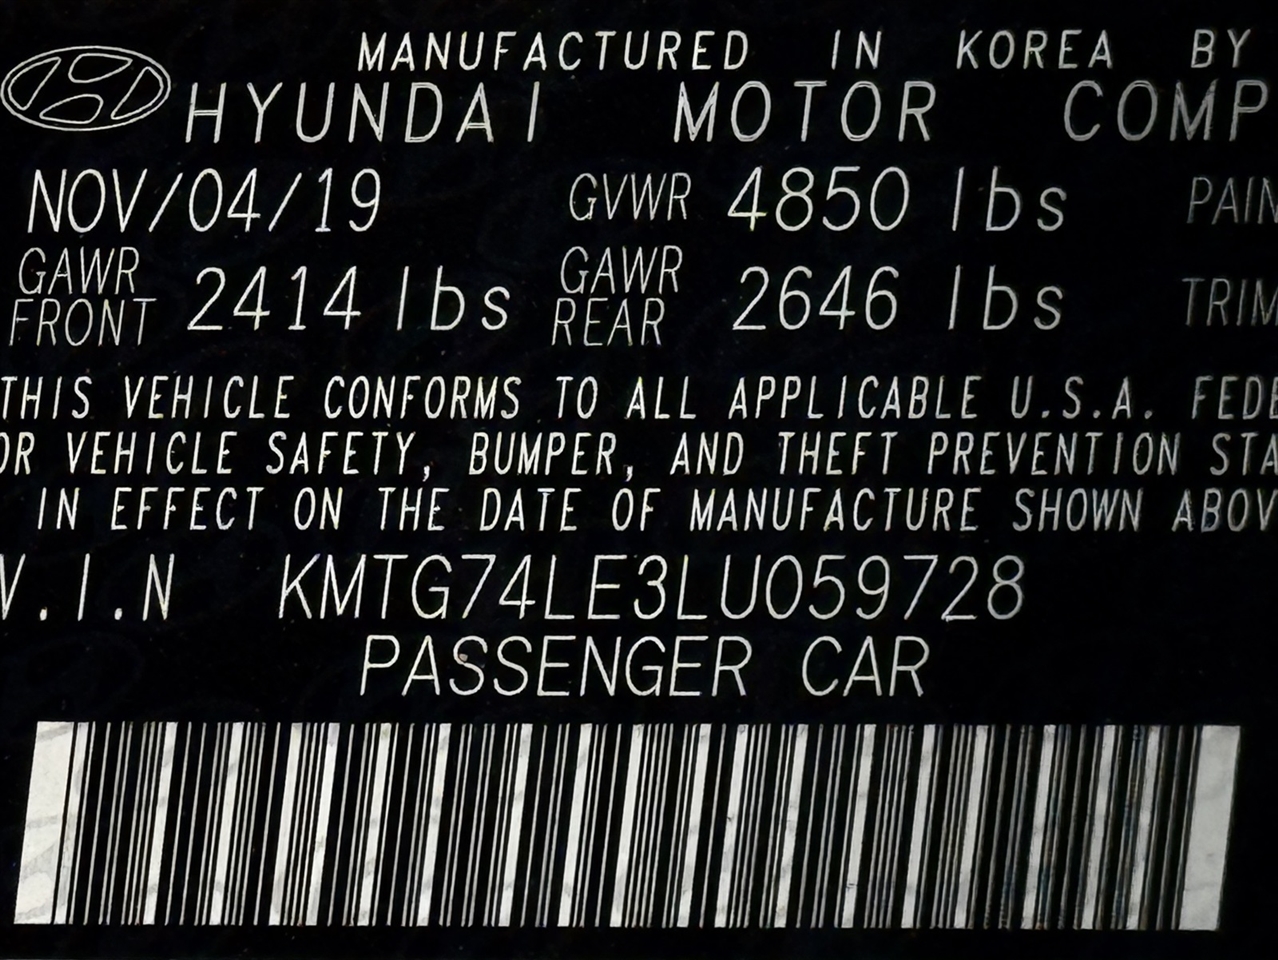 MANUFACTURED IN KOREA BY
HYUNDAI MOTOR COMP
NOV/04/19 GVWR 4850 lbs PAIN
GAWR FRONT 2414 lbs GAWR REAR 2646 lbs TRIM
THIS VEHICLE CONFORMS TO ALL APPLICABLE U.S.A. FEDE
OR VEHICLE SAFETY, BUMPER, AND THEFT PREVENTION STA
IN EFFECT ON THE DATE OF MANUFACTURE SHOWN ABOV
V.I.N KMTG74LE3LU059728
PASSENGER CAR